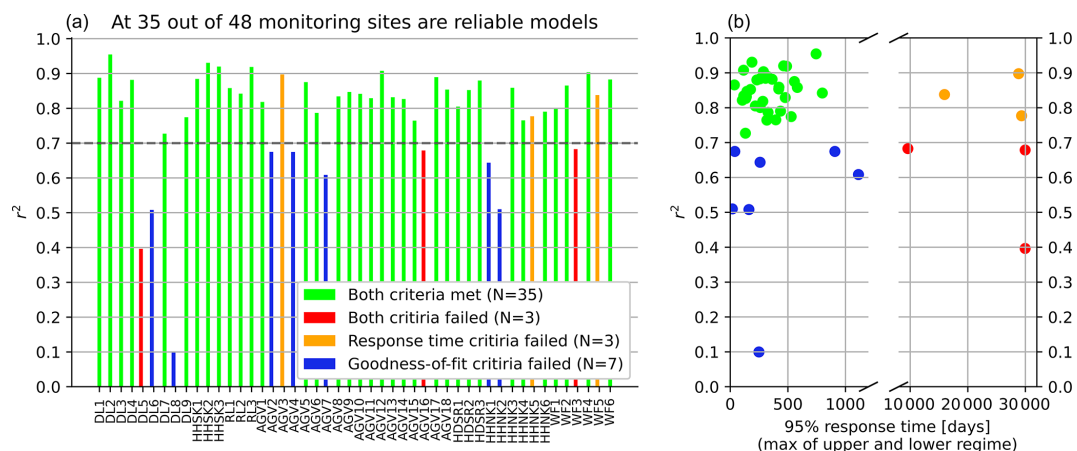 (a) At 35 out of 48 monitoring sites are reliable models
1.0
0.9
0.8
0.7
0.6
0.5
0.4
0.3
0.2
0.1
0.0
r²
Both criteria met (N=35)
Both critiria failed (N=3)
Response time critiria failed (N=3)
Goodness-of-fit critiria failed (N=7)
DL1
DL2
DL3
DL4
DL5
DL6
DL7
DL8
DL9
HHSK1
HHSK2
HHSK3
RL1
RL2
RL3
AGV1
AGV2
AGV3
AGV4
AGV5
AGV6
AGV7
AGV8
AGV9
AGV10
AGV11
AGV12
AGV13
AGV14
AGV15
AGV16
AGV17
AGV18
HDSR1
HDSR2
HDSR3
HHNK1
HHNK2
HHNK3
HHNK4
HHNK5
HHNK6
WF1
WF2
WF3
WF4
WF5
WF6
(b)
1.0
0.9
0.8
0.7
0.6
0.5
0.4
0.3
0.2
0.1
0.0
r²
1.0
0.9
0.8
0.7
0.6
0.5
0.4
0.3
0.2
0.1
0.0
0
500
1000
10000
20000
30000
95% response time [days]
(max of upper and lower regime)